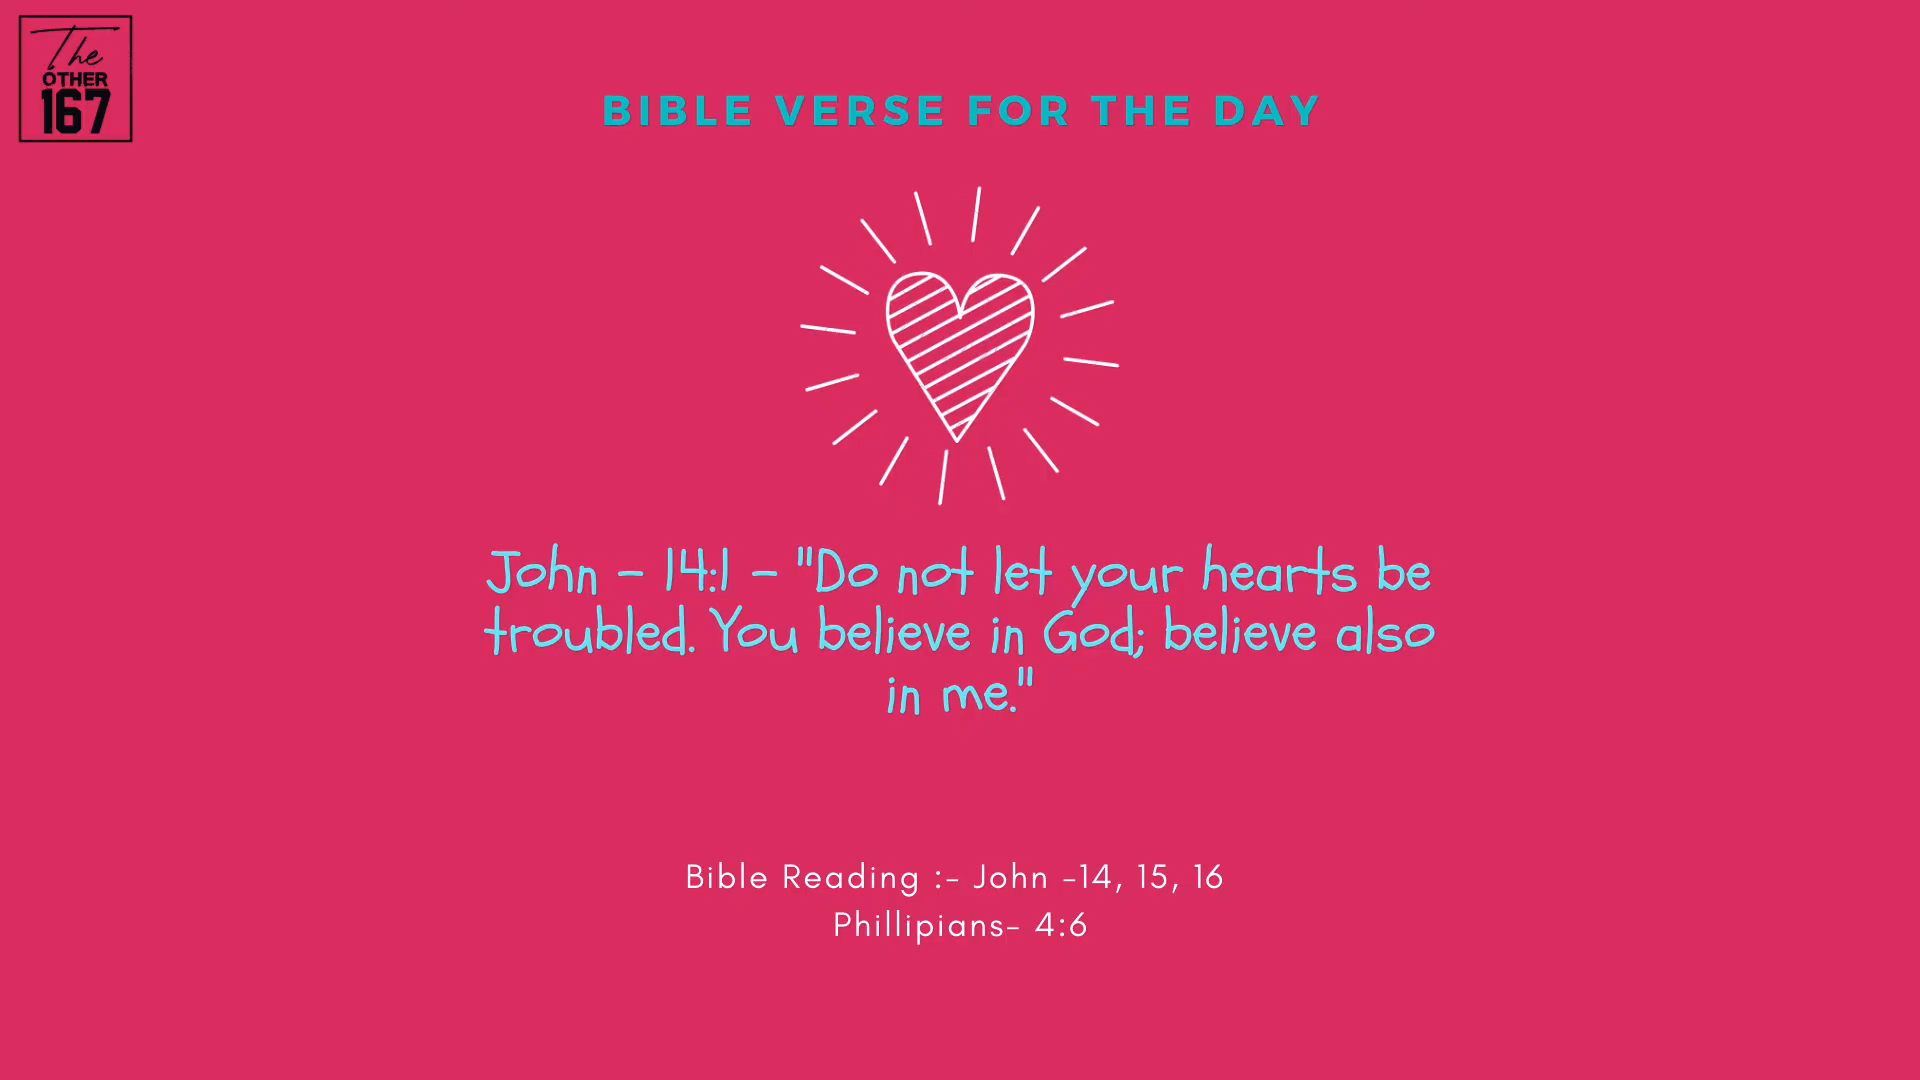 The
OTHER
167
BIBLE VERSE FOR THE DAY
John - 14:1 - "Do not let your hearts be
troubled. You believe in God; believe also
in me."
Bible Reading :- John -14, 15, 16
Phillipians- 4:6